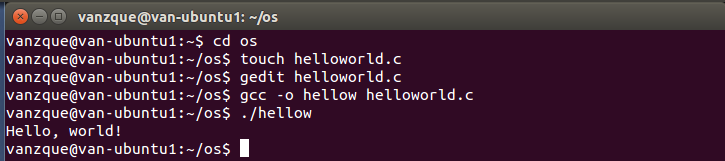 vanzque@van-ubuntu1: ~/os
vanzque@van-ubuntu1:~$ cd os
vanzque@van-ubuntu1:~/os$ touch helloworld.c
vanzque@van-ubuntu1:~/os$ gedit helloworld.c
vanzque@van-ubuntu1:~/os$ gcc -o hellow helloworld.c
vanzque@van-ubuntu1:~/os$ ./hellow
Hello, world!
vanzque@van-ubuntu1:~/os$